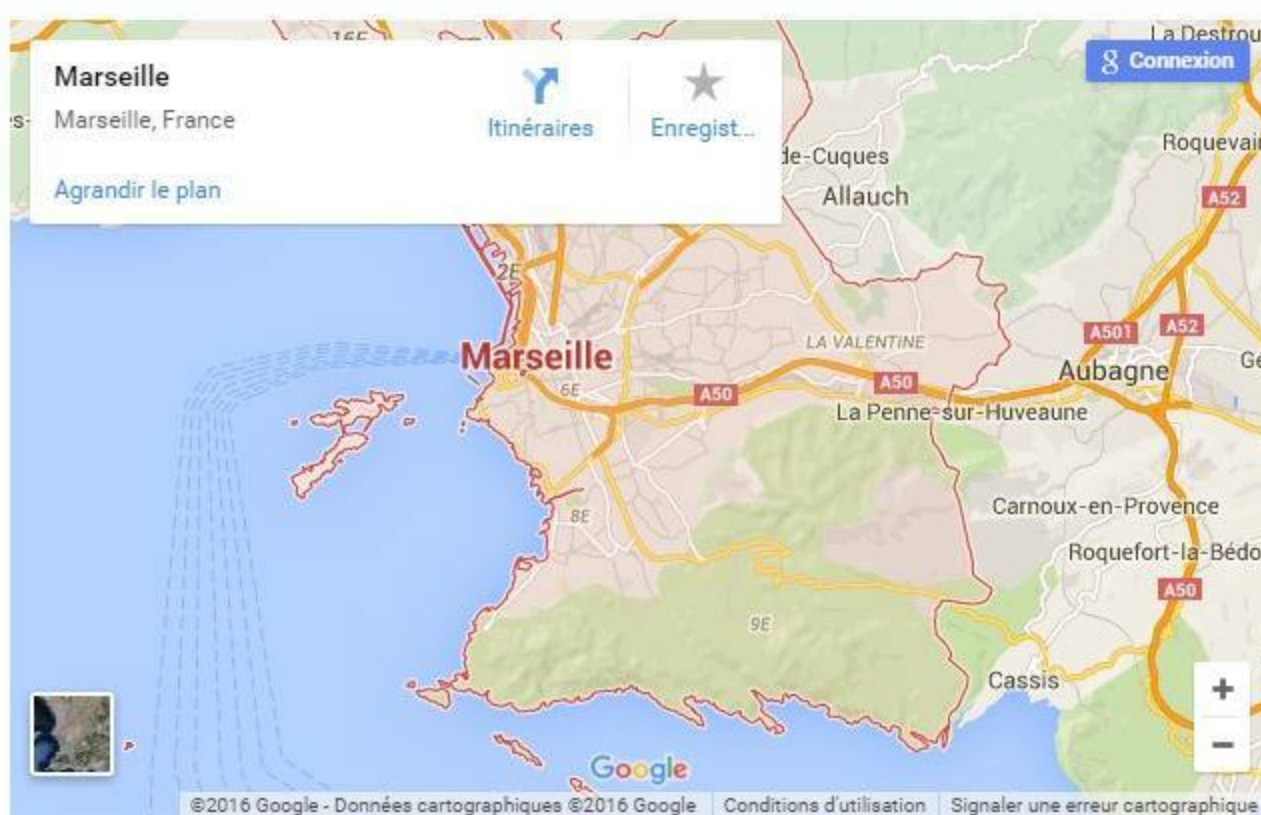 16E
La Destrou
Marseille
Marseille, France
Itinéraires
Enregist...
Agrandir le plan
Connexion
de-Cuques
Roquevair
Allauch
A52
2E
A501
A52
LA VALENTINE
Marseille
Aubagne
Ge
6E
A50
A50
La Penne-sur-Huveaune
8E
Carnoux-en-Provence
Roquefort-la-Bédo
A50
9E
Cassis
+
−
Google
©2016 Google - Données cartographiques ©2016 Google
Conditions d'utilisation
Signaler une erreur cartographique